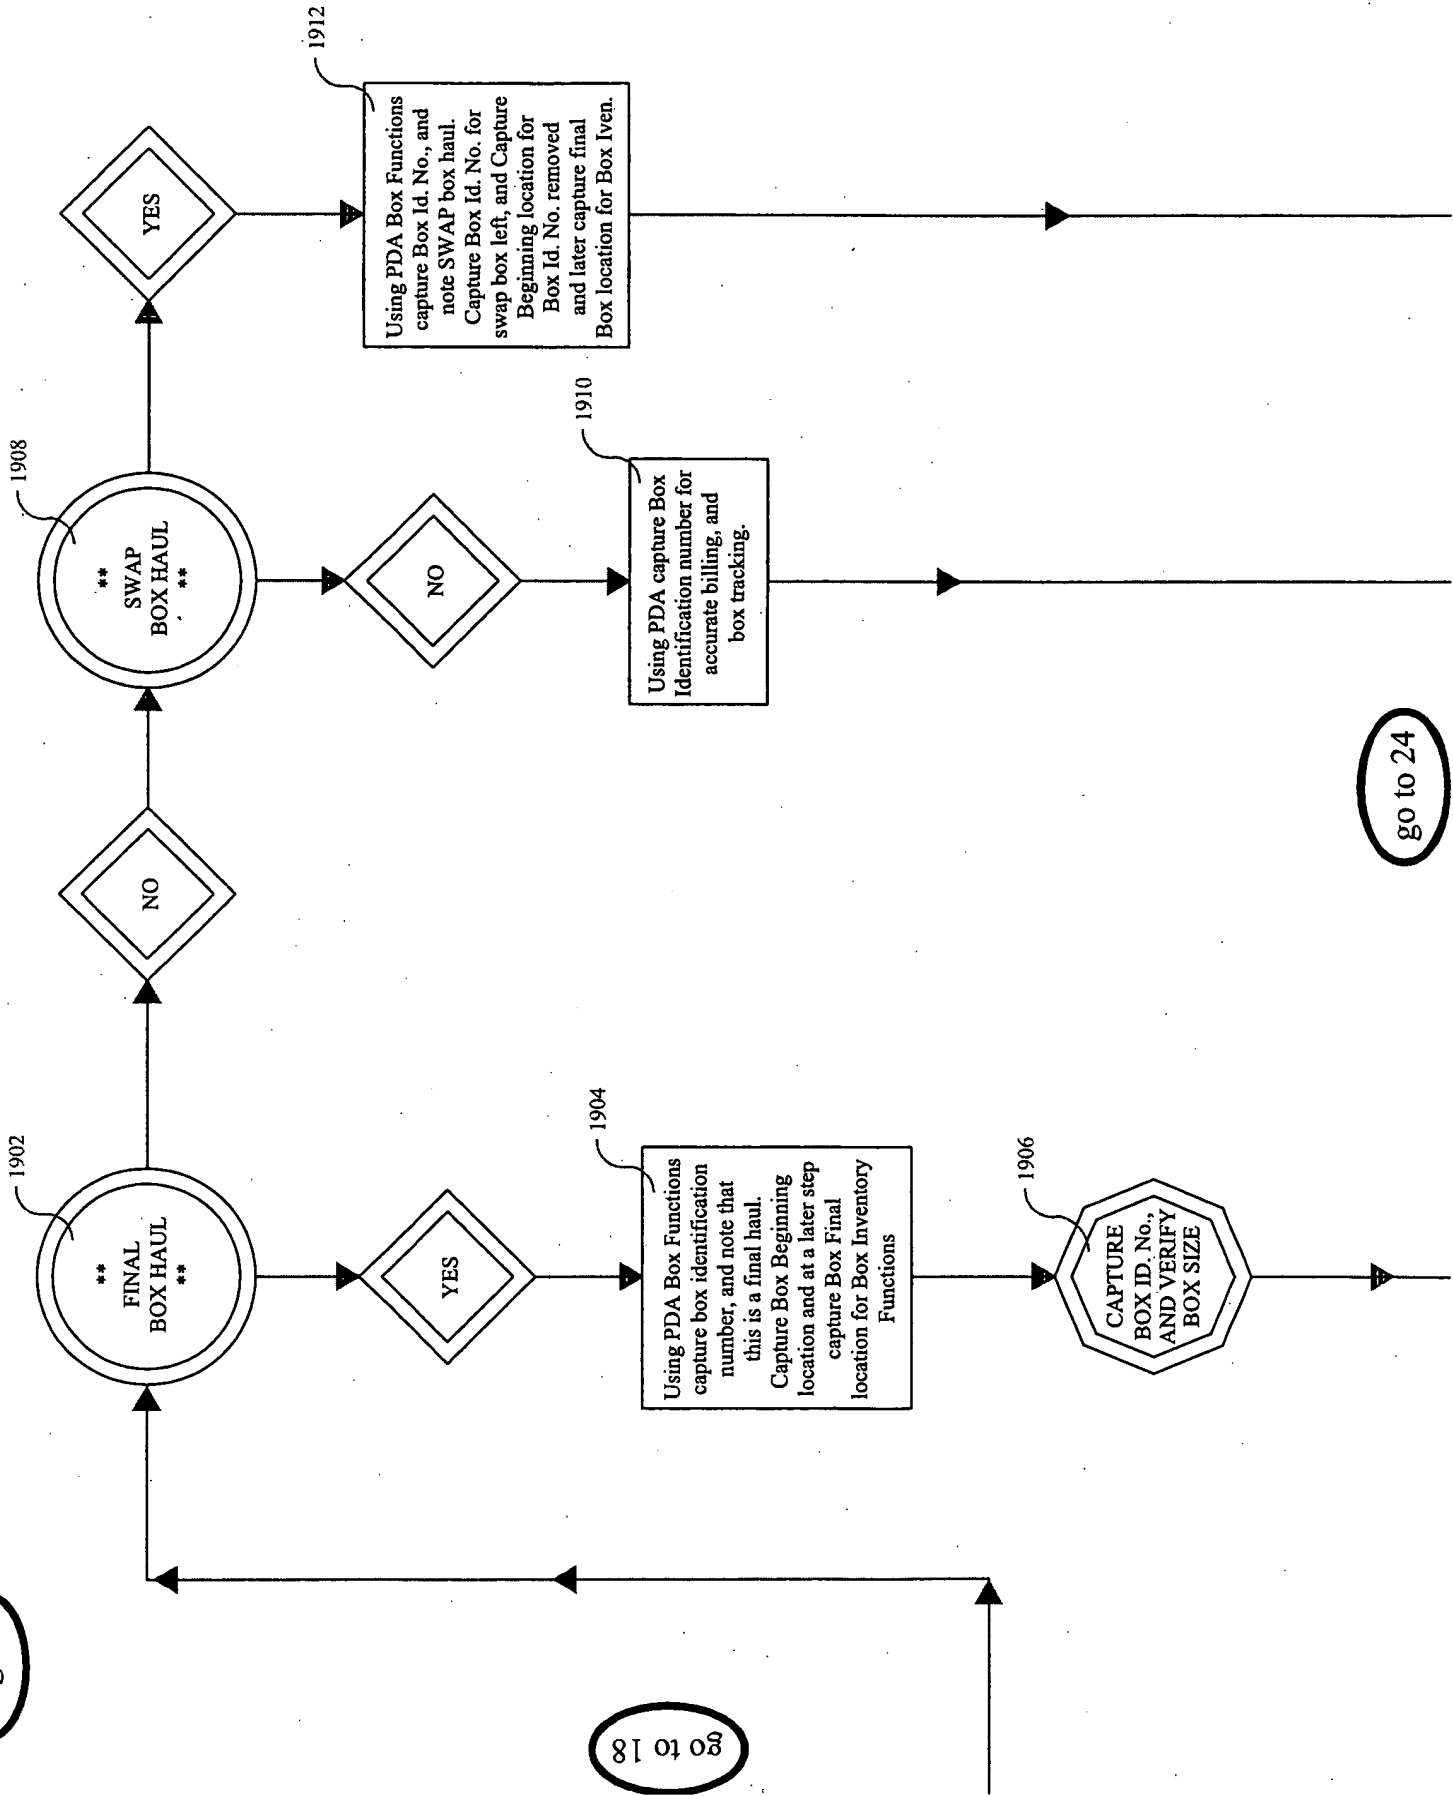 1902
**
FINAL
BOX HAUL
**
NO
1908
**
SWAP
BOX HAUL
**
YES
1912
Using PDA Box Functions
capture Box Id. No., and
note SWAP box haul.
Capture Box Id. No. for
swap box left, and Capture
Beginning location for
Box Id. No. removed
and later capture final
Box location for Box Iven.
NO
1910
Using PDA capture Box
Identification number for
accurate billing, and
box tracking.
YES
1904
Using PDA Box Functions
capture box identification
number, and note that
this is a final haul.
Capture Box Beginning
location and at a later step
capture Box Final
location for Box Inventory
Functions
1906
CAPTURE
BOX ID. No.,
AND VERIFY
BOX SIZE
go to 18
go to 24